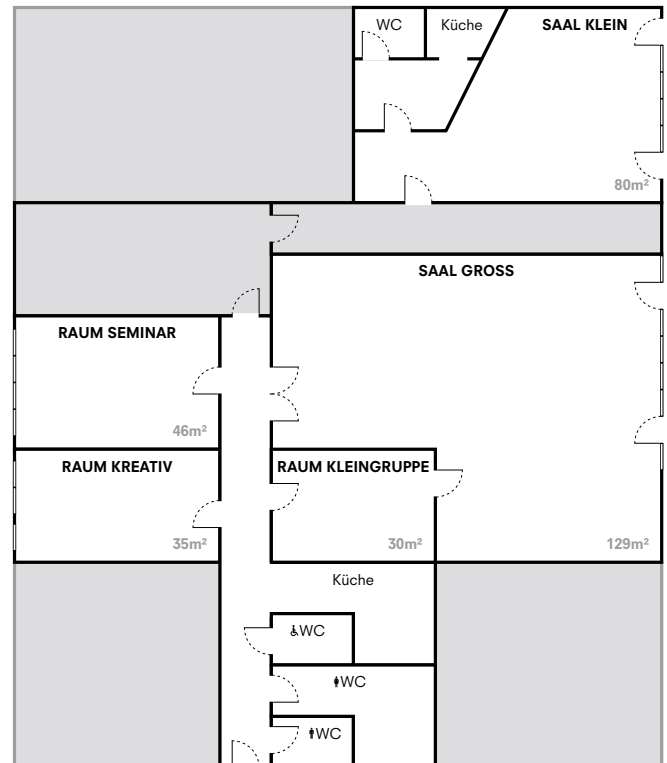 WC
Küche
SAAL KLEIN
80m²
SAAL GROSS
RAUM SEMINAR
46m²
RAUM KREATIV
RAUM KLEINGRUPPE
35m²
30m²
129m²
Küche
WC
WC
WC